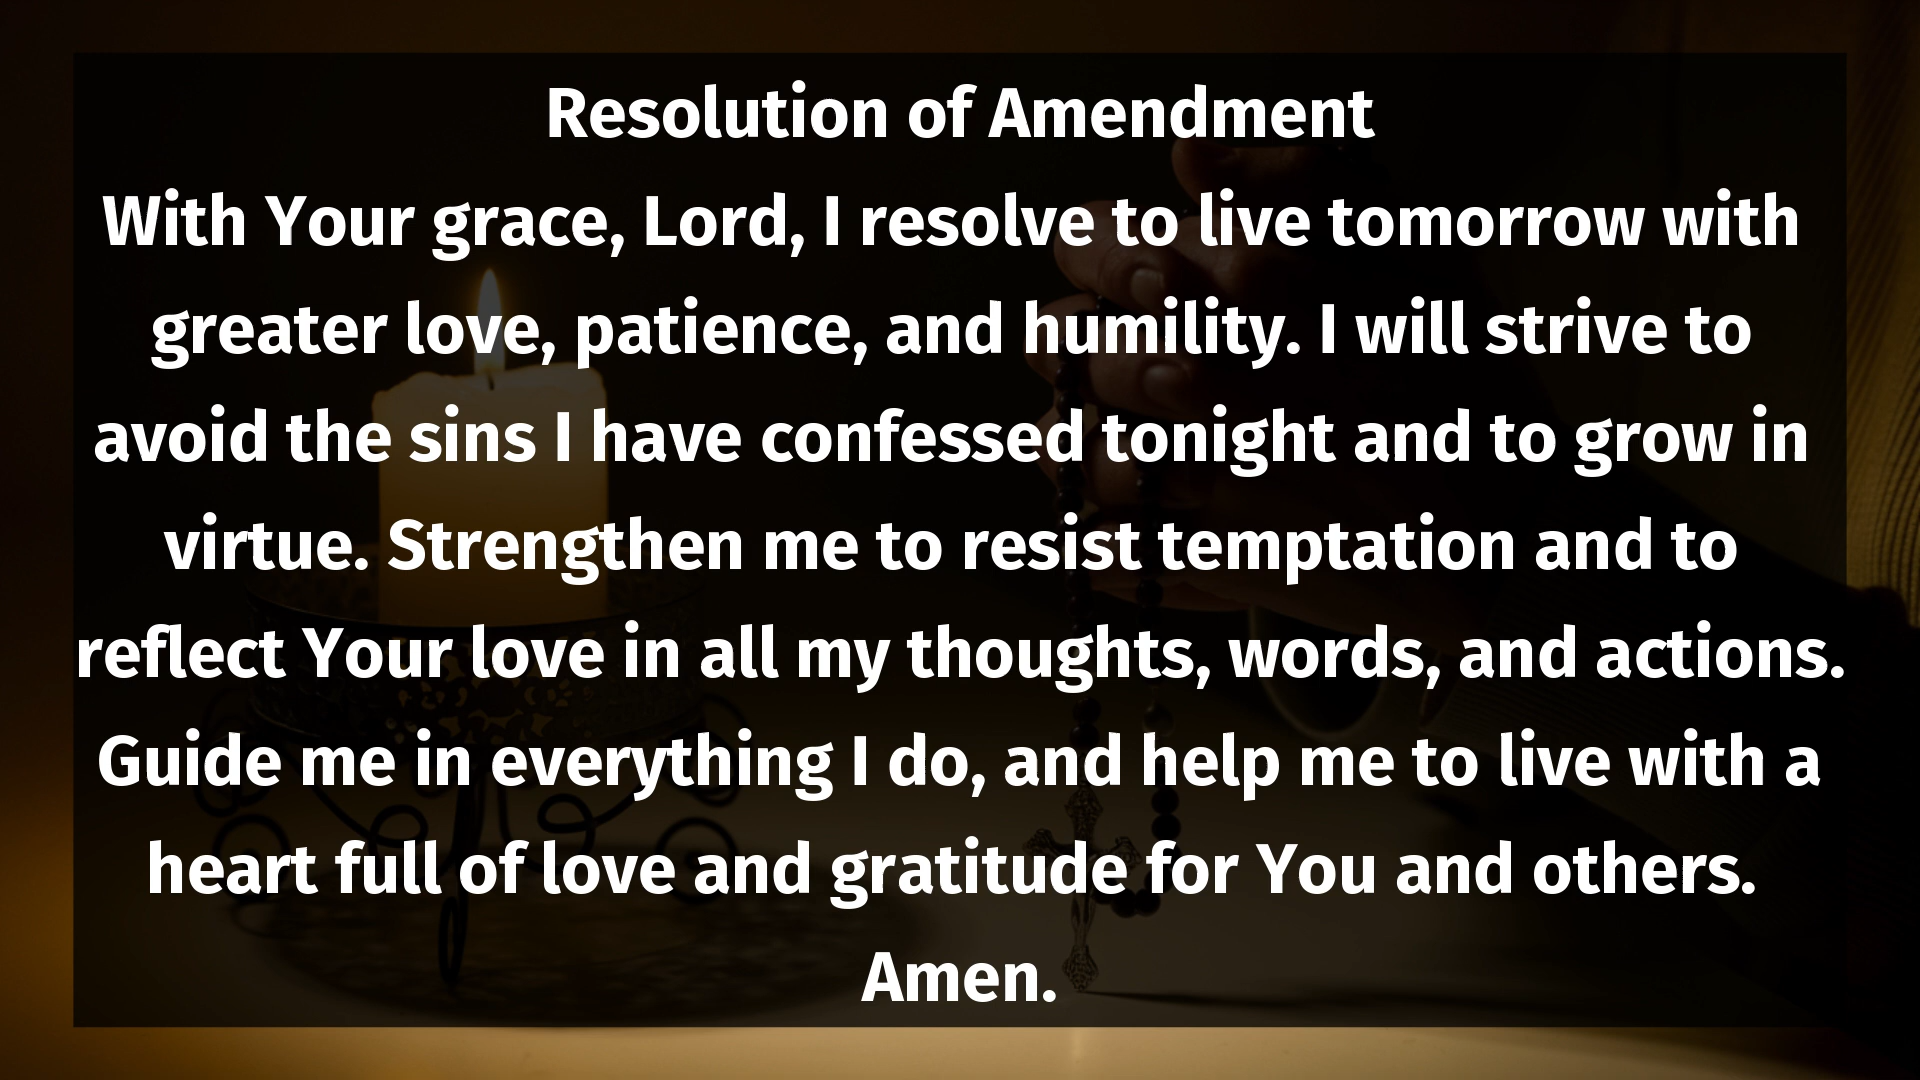 Resolution of Amendment
With Your grace, Lord, I resolve to live tomorrow with
greater love, patience, and humility. I will strive to
avoid the sins I have confessed tonight and to grow in
virtue. Strengthen me to resist temptation and to
reflect Your love in all my thoughts, words, and actions.
Guide me in everything I do, and help me to live with a
heart full of love and gratitude for You and others.
Amen.